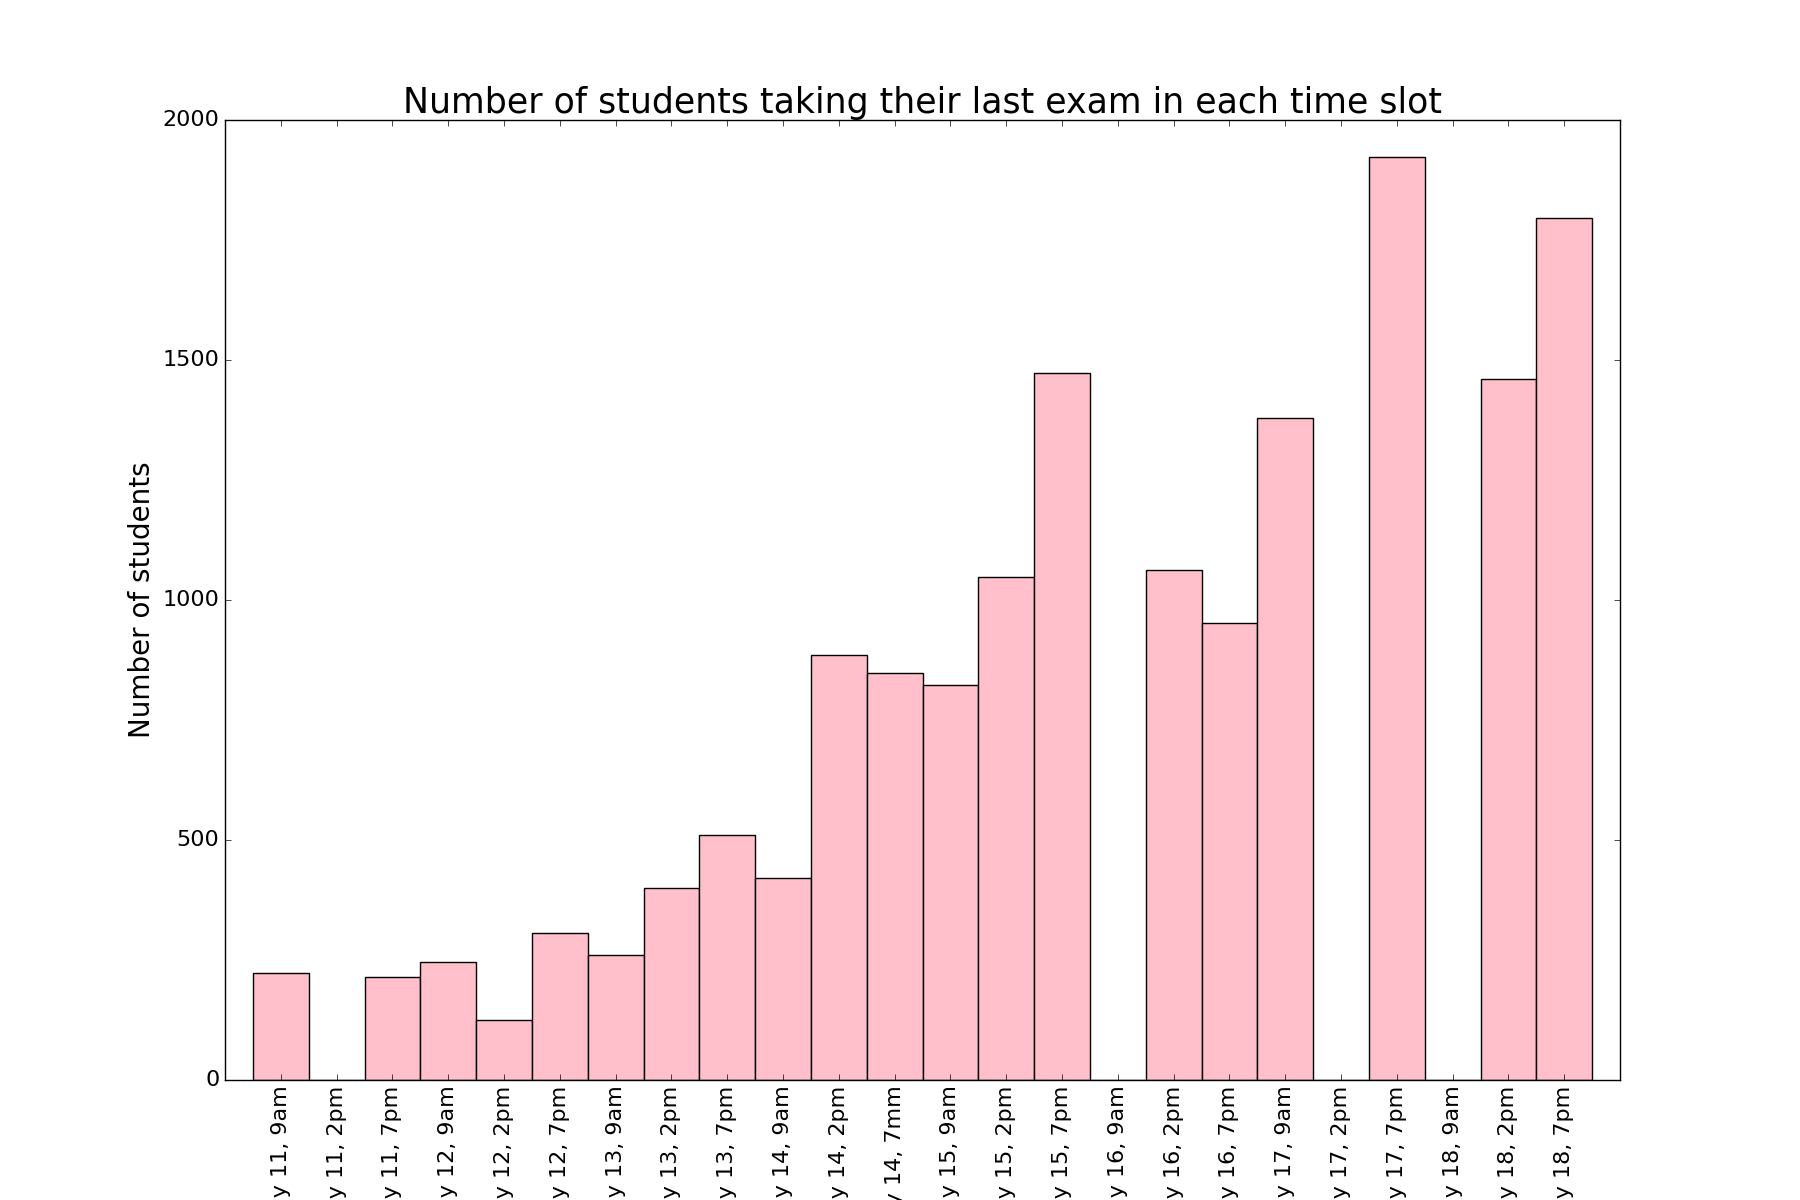 Number of students taking their last exam in each time slot
Number of students
2000
1500
1000
500
0
y 11, 9am
y 11, 2pm
y 11, 7pm
y 12, 9am
y 12, 2pm
y 12, 7pm
y 13, 9am
y 13, 2pm
y 13, 7pm
y 14, 9am
y 14, 2pm
y 14, 7mm
y 15, 9am
y 15, 2pm
y 15, 7pm
y 16, 9am
y 16, 2pm
y 16, 7pm
y 17, 9am
y 17, 2pm
y 17, 7pm
y 18, 9am
y 18, 2pm
y 18, 7pm